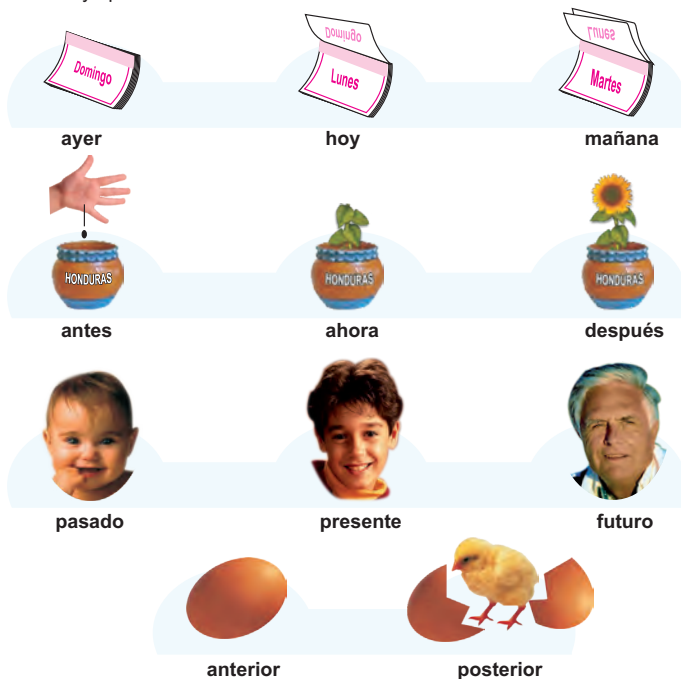 Domingo
Domingo
Lunes
Lunes
Martes
ayer hoy mañana
HONDURAS HONDURAS HONDURAS
antes ahora después
pasado presente futuro
anterior posterior